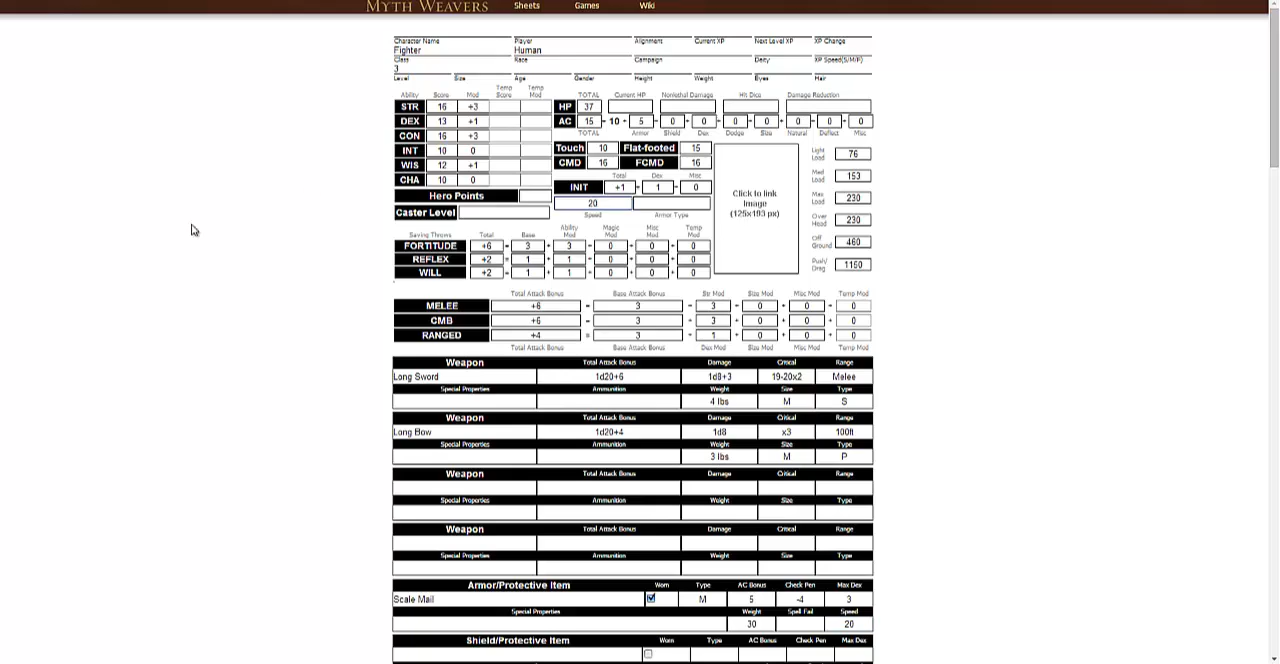 MYTH WEAVERS Sheets Games Wiki
Character Name Player Alignment Current XP Next Level XP XP Change
Fighter Human
Class Race Campaign Deity XP Speed(S/M/F)
3
Level Size Age Gender Height Weight Eyes Hair
Ability Score Mod Temp Score Temp Mod TOTAL Current HP Nonlethal Damage Hit Dice Damage Reduction
STR 16 +3 HP 37
DEX 13 +1 AC 15 = 10 + 5 + 0 + 0 + 0 + 0 + 0 + 0 + 0
TOTAL Armor Shield Dex Dodge Size Natural Deflect Misc
CON 16 +3
INT 10 0 Touch 10 Flat-footed 15
WIS 12 +1 CMD 16 FCMD 16
CHA 10 0
Total Dex Misc
INIT +1 = 1 + 0
Hero Points
20
Caster Level
Speed Armor Type
Click to link
Image
(125x193 px)
Light Load 76
Med Load 153
Max Load 230
Over Head 230
Off Ground 460
Push/Drag 1150
Saving Throws Total Base Ability Mod Magic Mod Misc Mod Temp Mod
FORTITUDE +6 = 3 + 3 + 0 + 0 + 0
REFLEX +2 = 1 + 1 + 0 + 0 + 0
WILL +2 = 1 + 1 + 0 + 0 + 0
Total Attack Bonus Base Attack Bonus Str Mod Size Mod Misc Mod Temp Mod
MELEE +6 = 3 + 3 + 0 + 0 + 0
CMB +6 = 3 + 3 + 0 + 0 + 0
RANGED +4 = 3 + 1 + 0 + 0 + 0
Total Attack Bonus Base Attack Bonus Dex Mod Size Mod Misc Mod Temp Mod
Weapon Total Attack Bonus Damage Critical Range
Long Sword 1d20+6 1d8+3 19-20x2 Melee
Special Properties Ammunition Weight Size Type
4 lbs M S
Weapon Total Attack Bonus Damage Critical Range
Long Bow 1d20+4 1d8 x3 100ft
Special Properties Ammunition Weight Size Type
3 lbs M P
Weapon Total Attack Bonus Damage Critical Range
Special Properties Ammunition Weight Size Type
Weapon Total Attack Bonus Damage Critical Range
Special Properties Ammunition Weight Size Type
Armor/Protective Item Worn Type AC Bonus Check Pen Max Dex
Scale Mail M 5 -4 3
Special Properties Weight Spell Fail Speed
30 20
Shield/Protective Item Worn Type AC Bonus Check Pen Max Dex